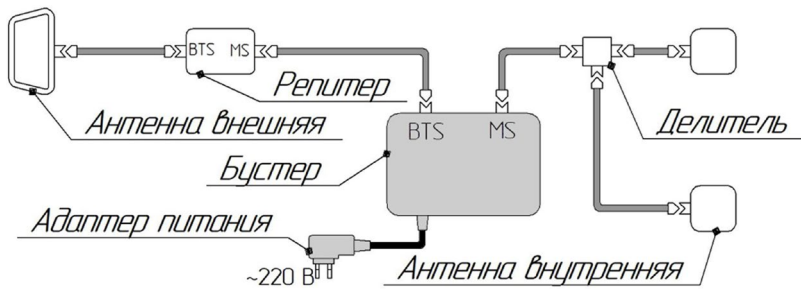 BTS MS
Репитер
Антенна внешняя
BTS MS
Делитель
Бустер
Адаптер питания
~220 В
Антенна внутренняя